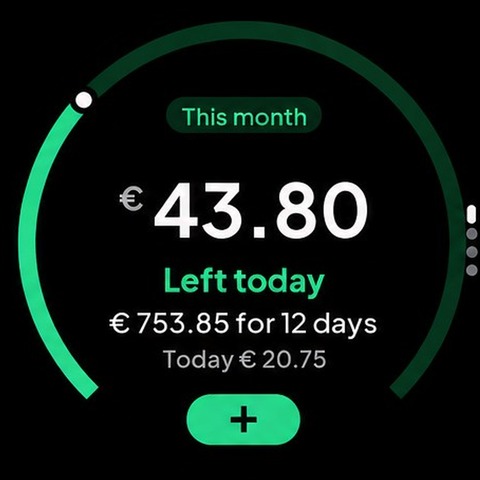 This month
€ 43.80
Left today
€ 753.85 for 12 days
Today € 20.75
+